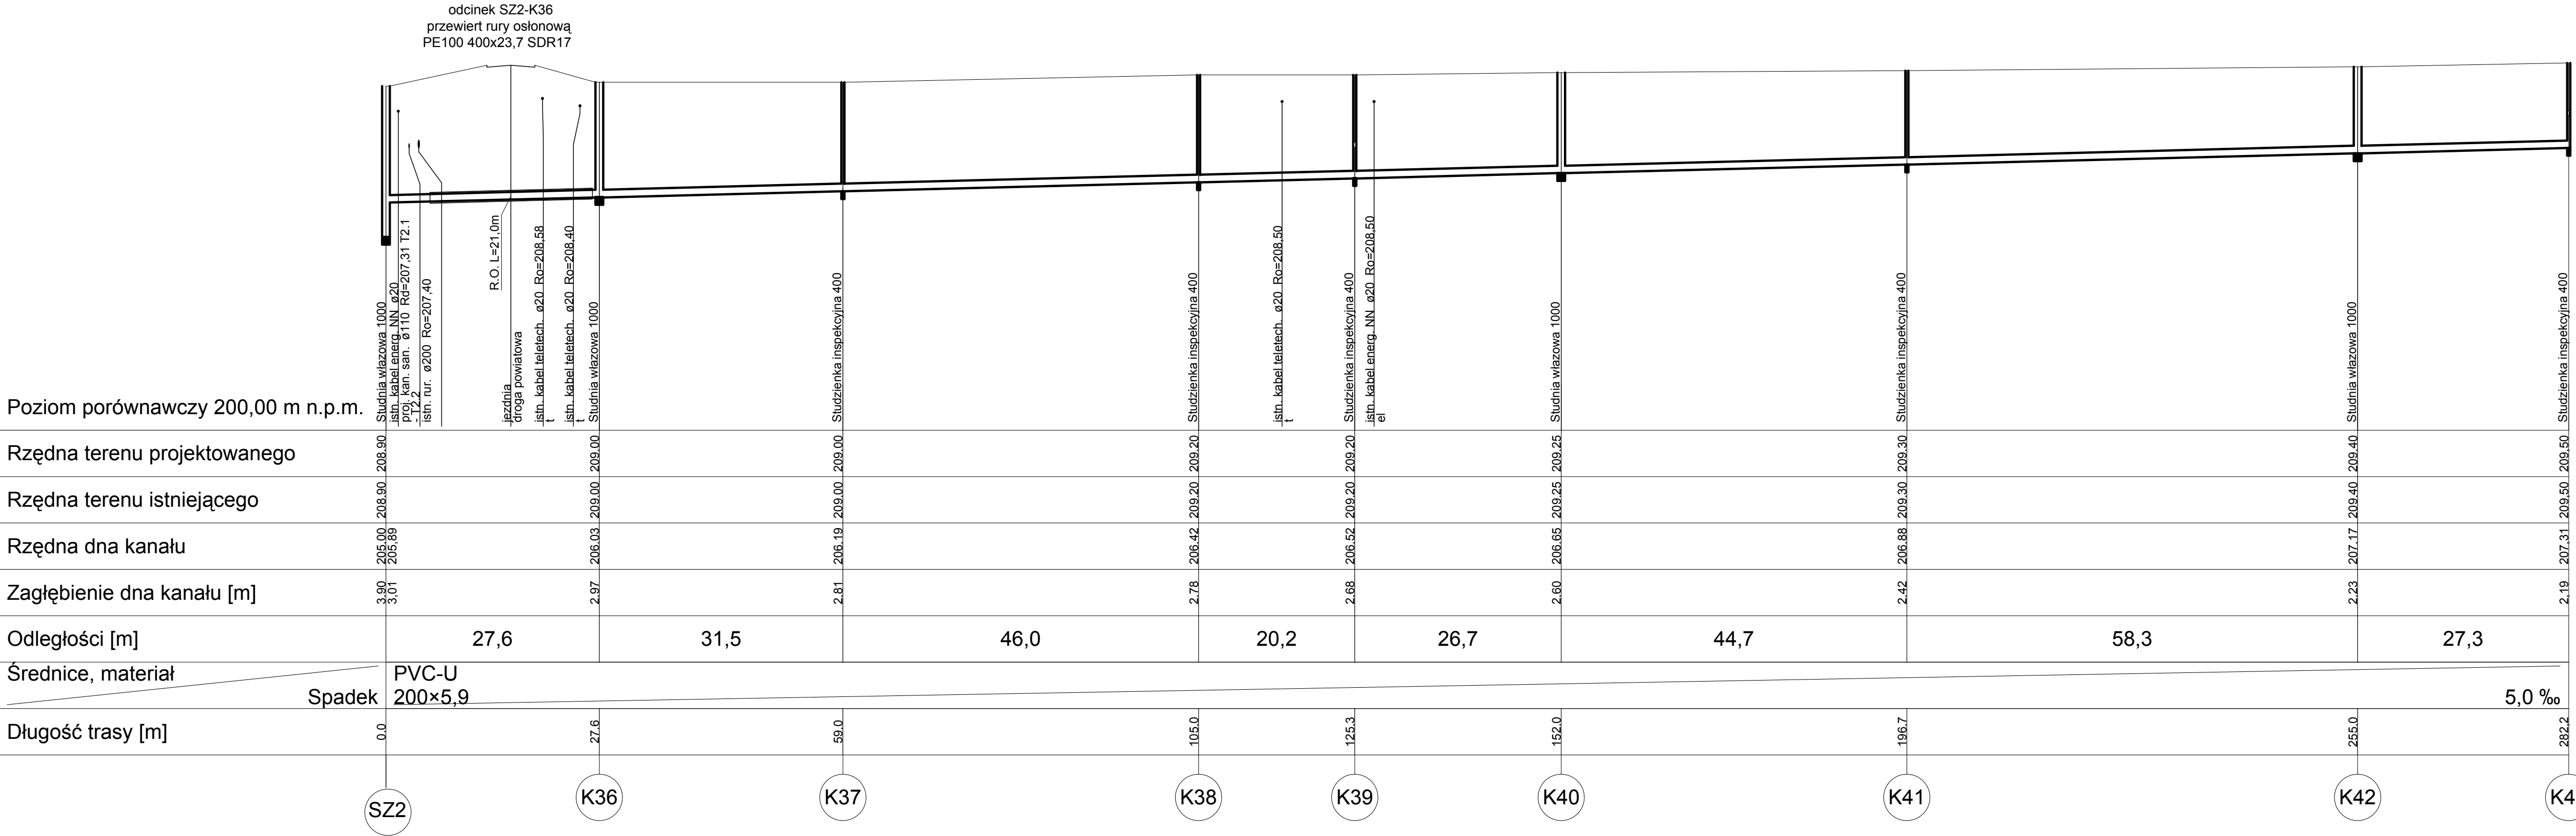 odcinek SZ2-K36
przewiert rury osłonową
PE100 400x23,7 SDR17
Studnia włazowa 1000
istn. kabel energ. NN ø20
proj. kan. san. ø110 Rd=207,31 T2.1
- T2.2
istn. rur. ø200 Ro=207,40
R.O. L=21,0m
jezdnia
droga powiatowa
istn. kabel teletech. ø20 Ro=208,58
t
istn. kabel teletech. ø20 Ro=208,40
t
Studnia włazowa 1000
Studzienka inspekcyjna 400
Studzienka inspekcyjna 400
istn. kabel teletech. ø20 Ro=208,50
t
Studzienka inspekcyjna 400
istn. kabel energ. NN ø20 Ro=208,50
el
Studnia włazowa 1000
Studzienka inspekcyjna 400
Studnia włazowa 1000
Studzienka inspekcyjna 400
Poziom porównawczy 200,00 m n.p.m.
Rzędna terenu projektowanego 208.90 209.00 209.00 209.20 209.20 209.25 209.30 209.40 209.50
Rzędna terenu istniejącego 208.90 209.00 209.00 209.20 209.20 209.25 209.30 209.40 209.50
Rzędna dna kanału 205.00 205,89 206.03 206.19 206.42 206.52 206.65 206.88 207.17 207.31
Zagłębienie dna kanału [m] 3.90 3,01 2.97 2.81 2.78 2.68 2.60 2.42 2.23 2.19
Odległości [m] 27,6 31,5 46,0 20,2 26,7 44,7 58,3 27,3
Średnice, materiał PVC-U
Spadek 200×5,9 5,0 ‰
Długość trasy [m] 0.0 27.6 59.0 105.0 125.3 152.0 196.7 255.0 282.2
SZ2 K36 K37 K38 K39 K40 K41 K42 K4